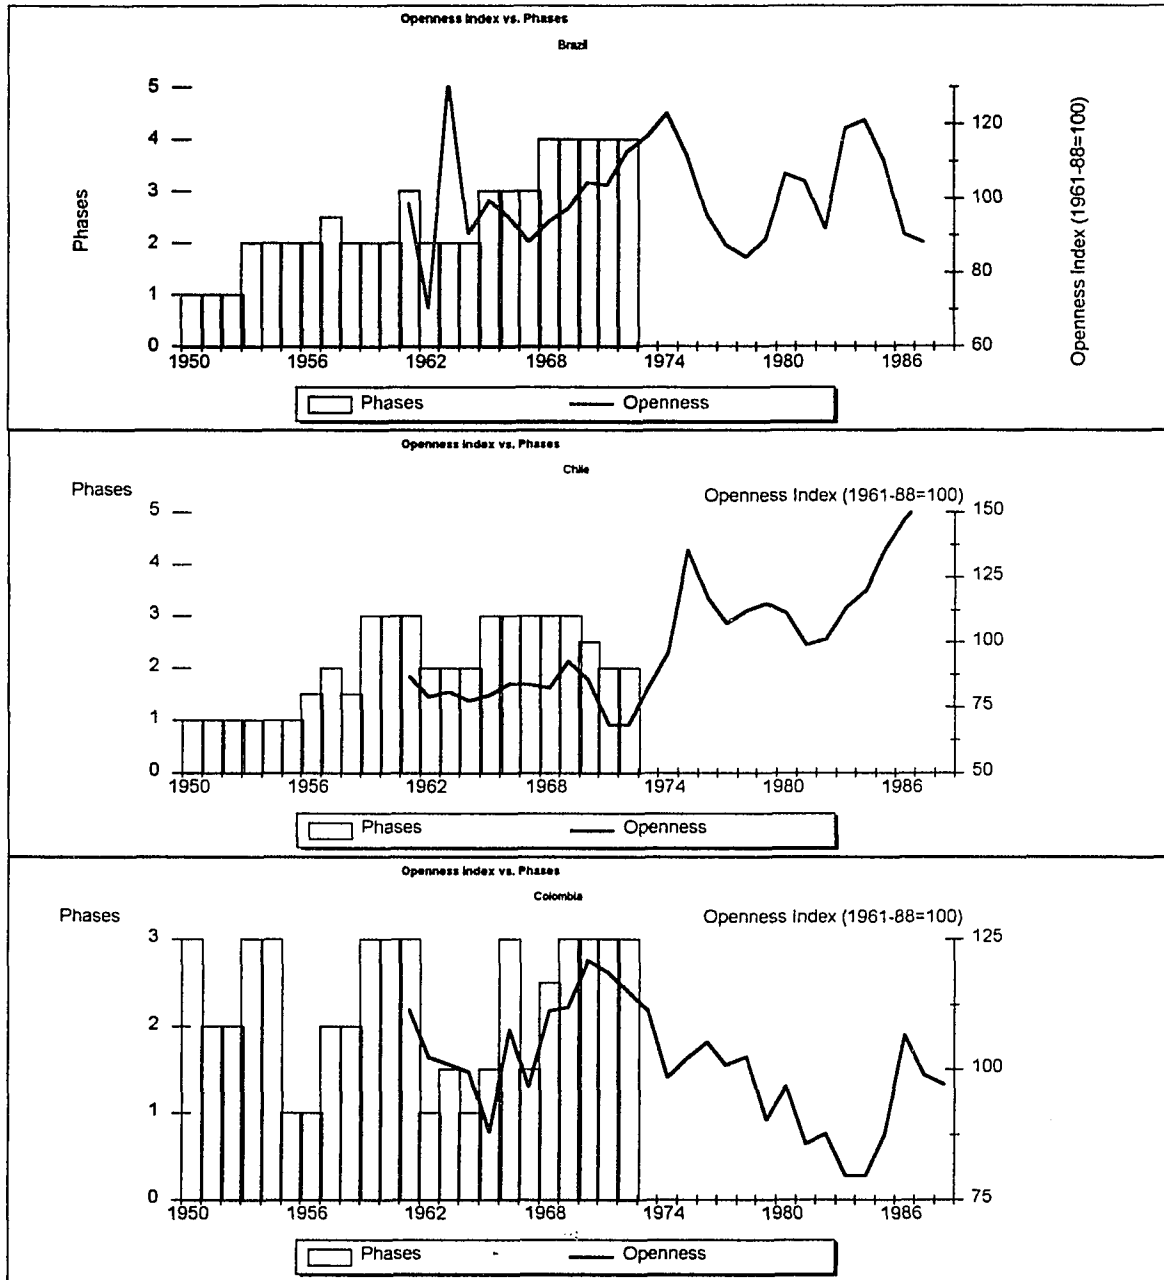 Openness Index vs. Phases
Brazil
Phases
Openness Index (1961-88=100)
5
4
3
2
1
0
120
100
80
60
1950 1956 1962 1968 1974 1980 1986
Phases Openness
Openness Index vs. Phases
Chile
Phases
Openness Index (1961-88=100)
5
4
3
2
1
0
150
125
100
75
50
1950 1956 1962 1968 1974 1980 1986
Phases Openness
Openness Index vs. Phases
Colombia
Phases
Openness Index (1961-88=100)
3
2
1
0
125
100
75
1950 1956 1962 1968 1974 1980 1986
Phases Openness